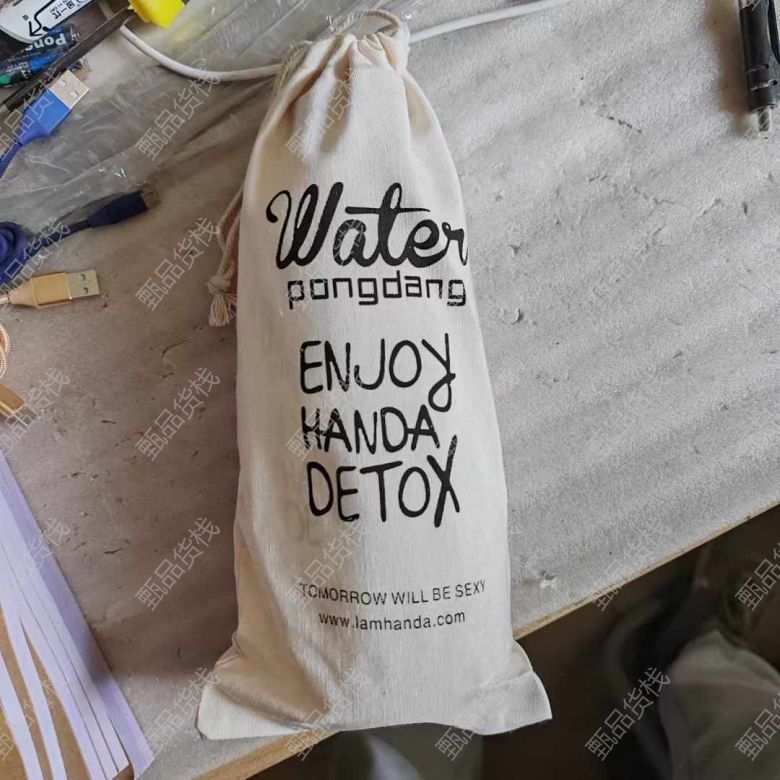 Water
pongdang
ENJOY
HANDA
DETOX
TOMORROW WILL BE SEXY
www.lamhanda.com
甄品货栈